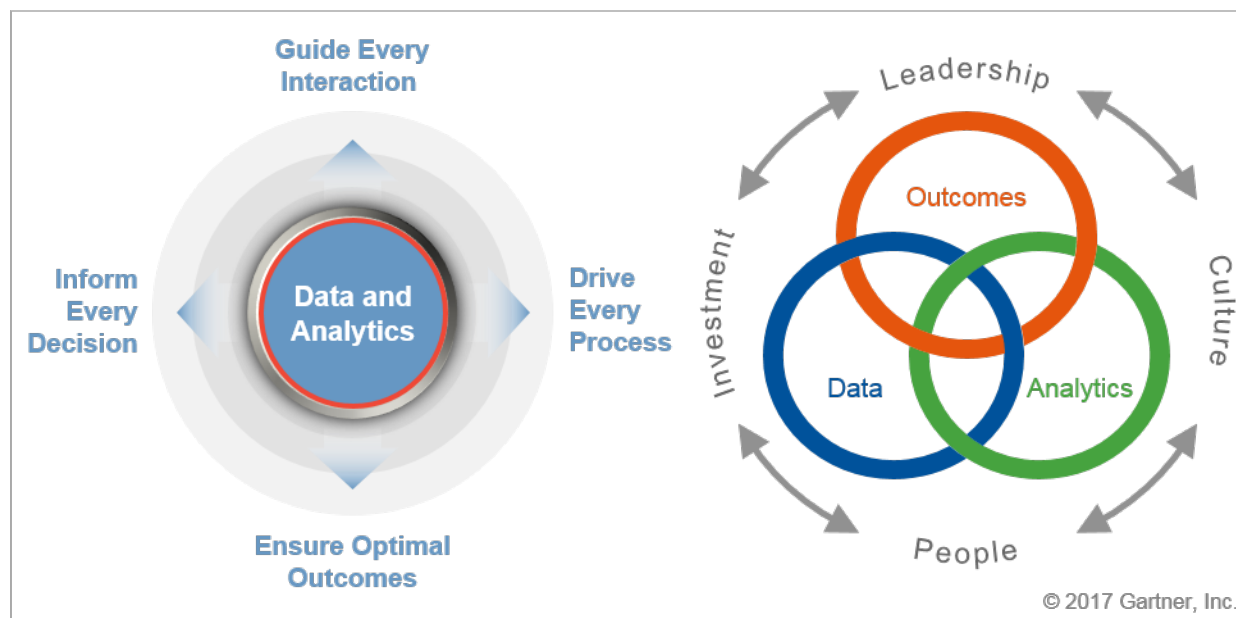 Guide Every
Interaction
Inform
Every
Decision
Data and
Analytics
Drive
Every
Process
Ensure Optimal
Outcomes
Leadership
Outcomes
Investment
Culture
Data
Analytics
People
© 2017 Gartner, Inc.